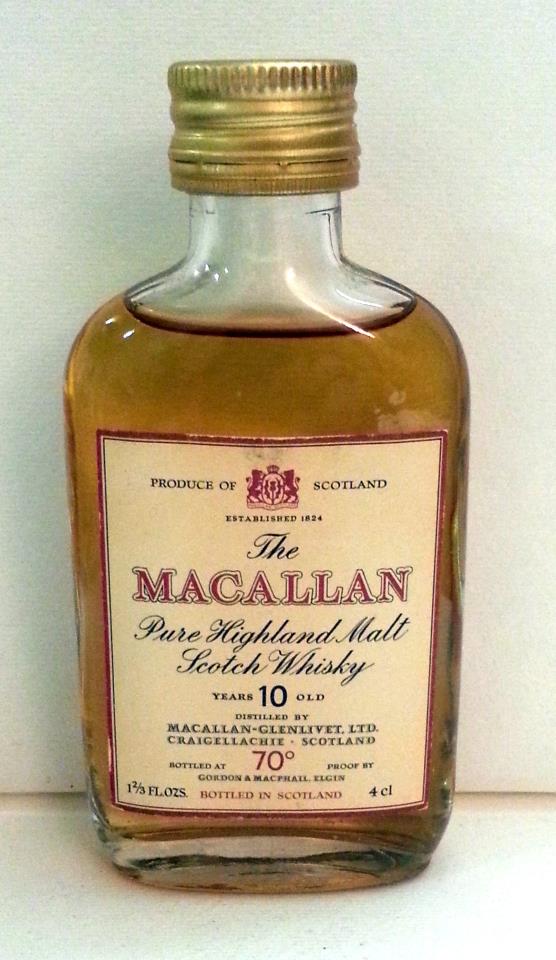 PRODUCE OF SCOTLAND
ESTABLISHED 1824
The
MACALLAN
Pure Highland Malt
Scotch Whisky
YEARS 10 OLD
DISTILLED BY
MACALLAN-GLENLIVET, LTD.
CRAIGELLACHIE · SCOTLAND
BOTTLED AT 70° PROOF BY
GORDON & MACPHAIL, ELGIN
1⅔ FL.OZS. BOTTLED IN SCOTLAND 4 cl